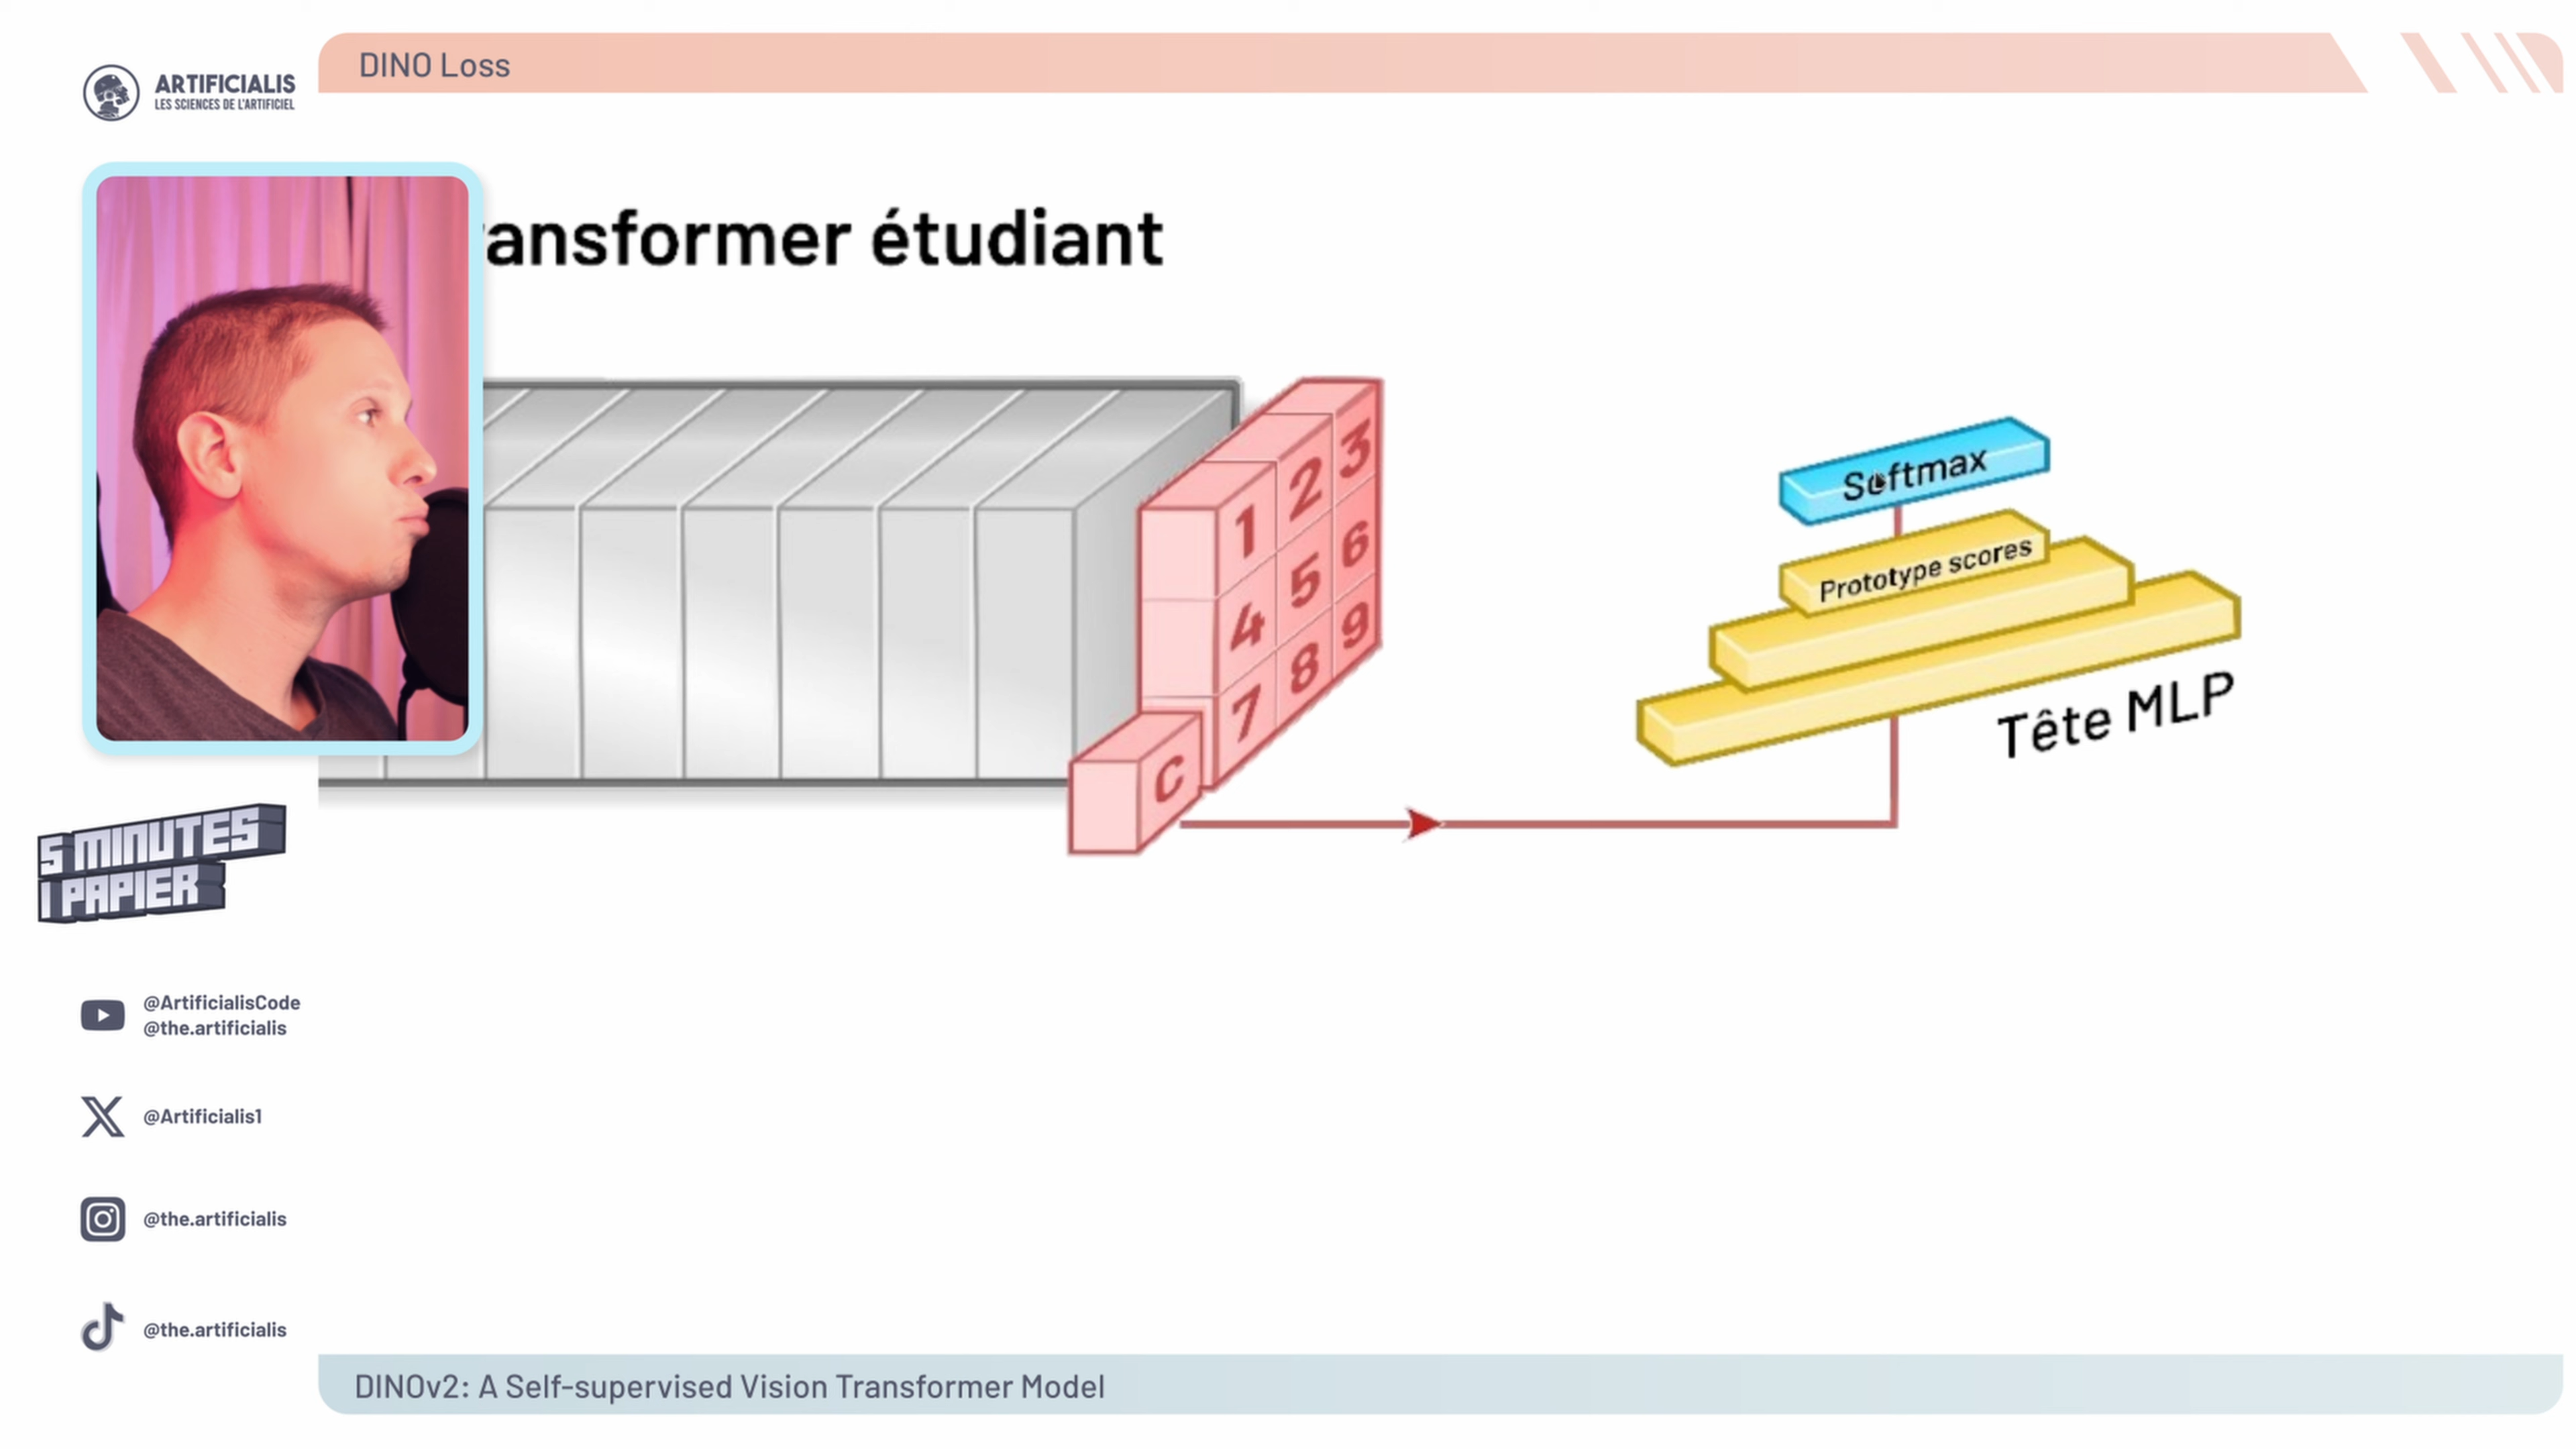 DINO Loss
ARTIFICIALIS
LES SCIENCES DE L'ARTIFICIEL
ansformer étudiant
1 2 3
4 5 6
7 8 9
C
Softmax
Prototype scores
Tête MLP
5 MINUTES
1 PAPIER
@ArtificialisCode
@the.artificialis
@Artificialis1
@the.artificialis
@the.artificialis
DINOv2: A Self-supervised Vision Transformer Model